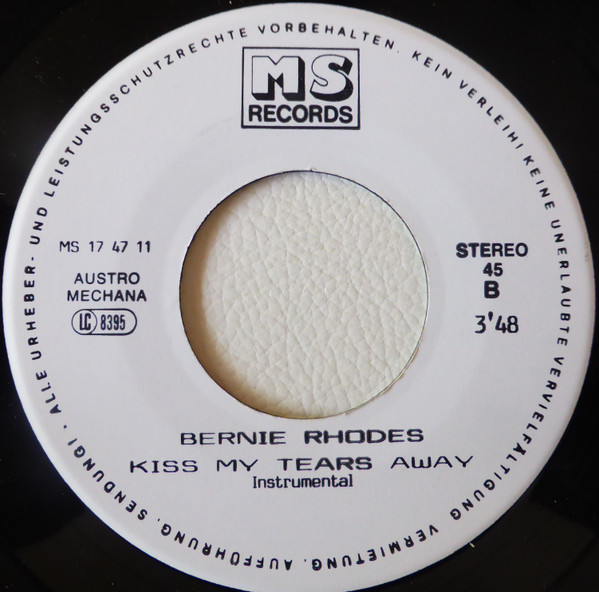 · ALLE URHEBER- UND LEISTUNGSSCHUTZRECHTE VORBEHALTEN. KEIN VERLEIH! KEINE UNERLAUBTE VERVIELFÄLTIGUNG VERMIETUNG. AUFFÜHRUNG. SENDUNG!
MS
RECORDS
MS 17 47 11
AUSTRO
MECHANA
LC 8395
STEREO
45
B
3'48
BERNIE RHODES
KISS MY TEARS AWAY
Instrumental